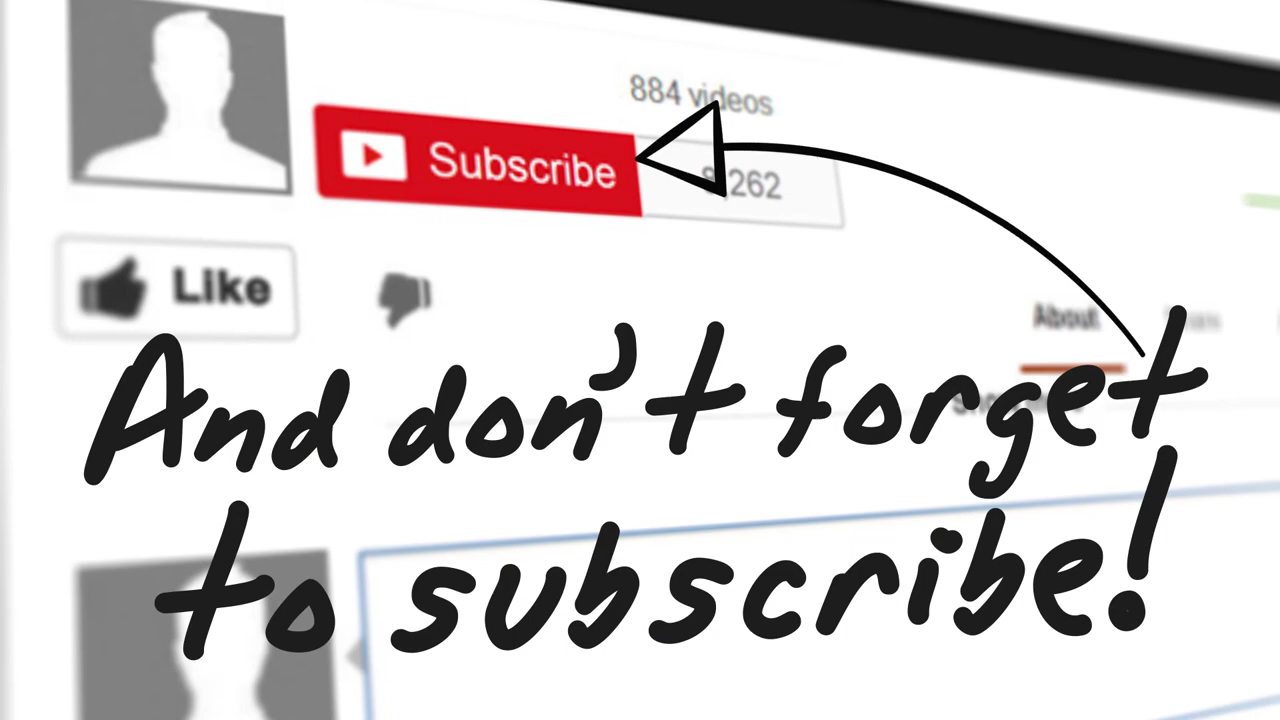 884 videos
Subscribe
Like
About
And don't forget
to subscribe!